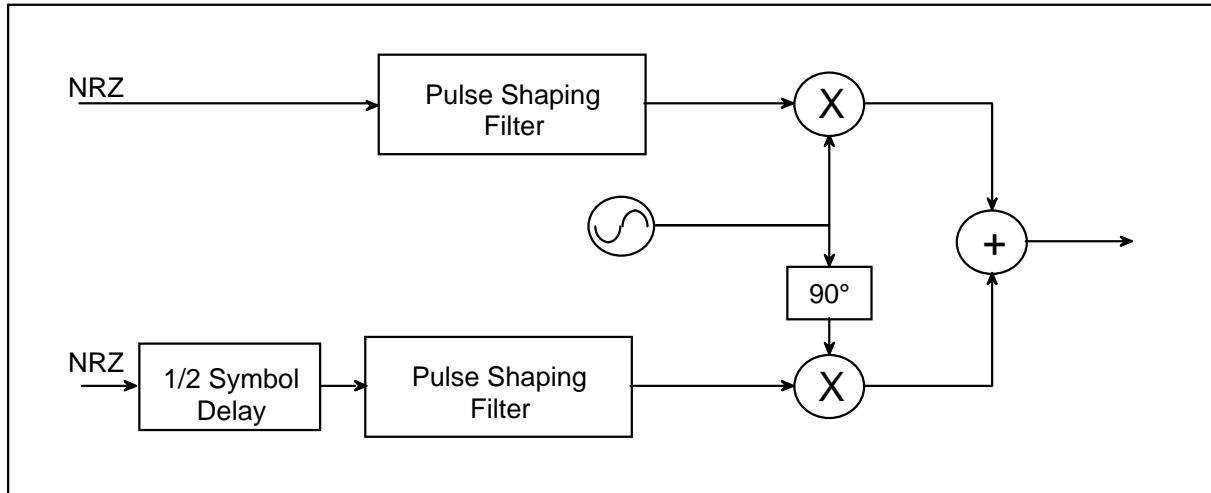 NRZ
Pulse Shaping
Filter
X
+
90°
NRZ
1/2 Symbol
Delay
Pulse Shaping
Filter
X